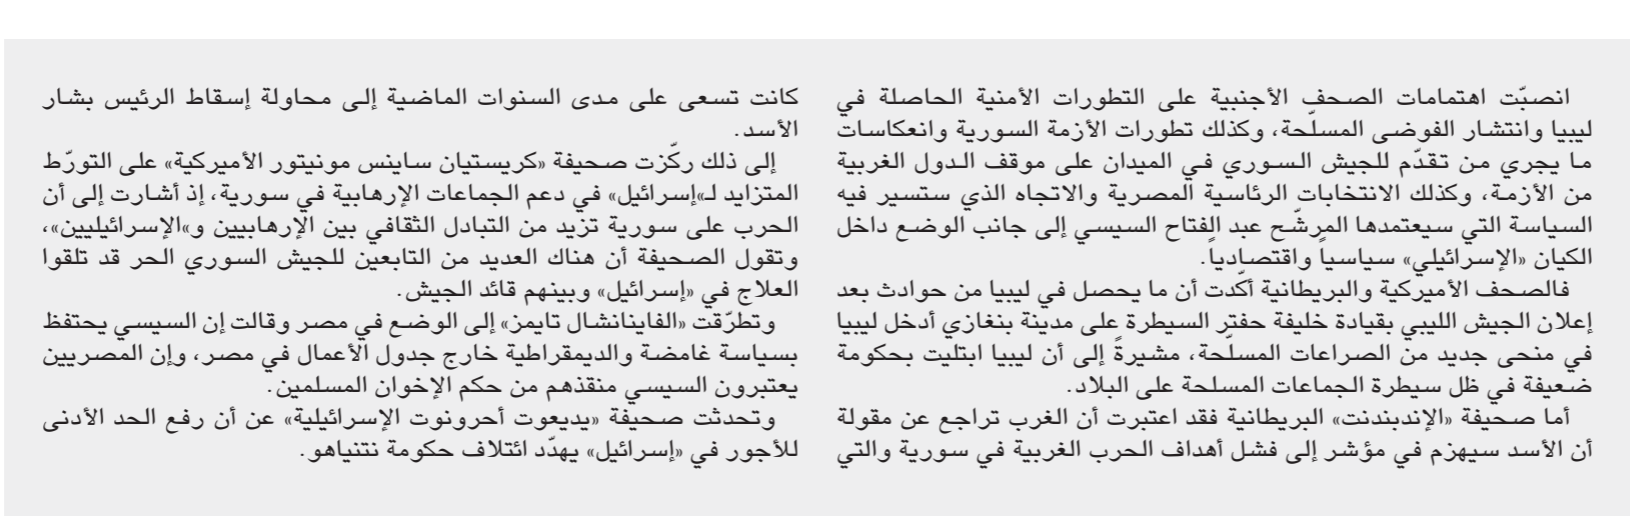 انصبّت اهتمامات الصحف الأجنبية على التطورات الأمنية الحاصلة في
ليبيا وانتشار الفوضى المسلّحة، وكذلك تطورات الأزمة السورية وانعكاسات
ما يجري من تقدّم للجيش السوري في الميدان على موقف الدول الغربية
من الأزمة، وكذلك الانتخابات الرئاسية المصرية والاتجاه الذي ستسير فيه
السياسة التي سيعتمدها المرشّح عبد الفتاح السيسي إلى جانب الوضع داخل
الكيان «الإسرائيلي» سياسياً واقتصادياً.
فالصحف الأميركية والبريطانية أكّدت أن ما يحصل في ليبيا من حوادث بعد
إعلان الجيش الليبي بقيادة خليفة حفتر السيطرة على مدينة بنغازي أدخل ليبيا
في منحى جديد من الصراعات المسلّحة، مشيرةً إلى أن ليبيا ابتليت بحكومة
ضعيفة في ظل سيطرة الجماعات المسلحة على البلاد.
أما صحيفة «الإندبندنت» البريطانية فقد اعتبرت أن الغرب تراجع عن مقولة
أن الأسد سيهزم في مؤشر إلى فشل أهداف الحرب الغربية في سورية والتي
كانت تسعى على مدى السنوات الماضية إلى محاولة إسقاط الرئيس بشار
الأسد.
إلى ذلك ركّزت صحيفة «كريستيان ساينس مونيتور الأميركية» على التورّط
المتزايد لـ»إسرائيل» في دعم الجماعات الإرهابية في سورية، إذ أشارت إلى أن
الحرب على سورية تزيد من التبادل الثقافي بين الإرهابيين و»الإسرائيليين»،
وتقول الصحيفة أن هناك العديد من التابعين للجيش السوري الحر قد تلقوا
العلاج في «إسرائيل» وبينهم قائد الجيش.
وتطرّقت «الفاينانشال تايمز» إلى الوضع في مصر وقالت إن السيسي يحتفظ
بسياسة غامضة والديمقراطية خارج جدول الأعمال في مصر، وإن المصريين
يعتبرون السيسي منقذهم من حكم الإخوان المسلمين.
وتحدثت صحيفة «يديعوت أحرونوت الإسرائيلية» عن أن رفع الحد الأدنى
للأجور في «إسرائيل» يهدّد ائتلاف حكومة نتنياهو.